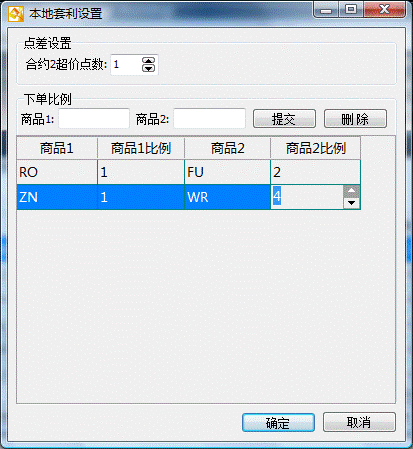 本地套利设置
点差设置
合约2超价点数: 1
下单比例
商品1: 商品2: 提交 删除
商品1 商品1比例 商品2 商品2比例
RO 1 FU 2
ZN 1 WR 4
确定 取消